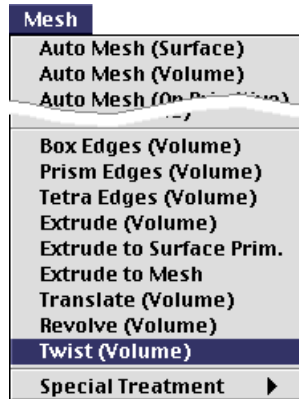 Mesh
Auto Mesh (Surface)
Auto Mesh (Volume)
Auto Mesh (On
Box Edges (Volume)
Prism Edges (Volume)
Tetra Edges (Volume)
Extrude (Volume)
Extrude to Surface Prim.
Extrude to Mesh
Translate (Volume)
Revolve (Volume)
Twist (Volume)
Special Treatment